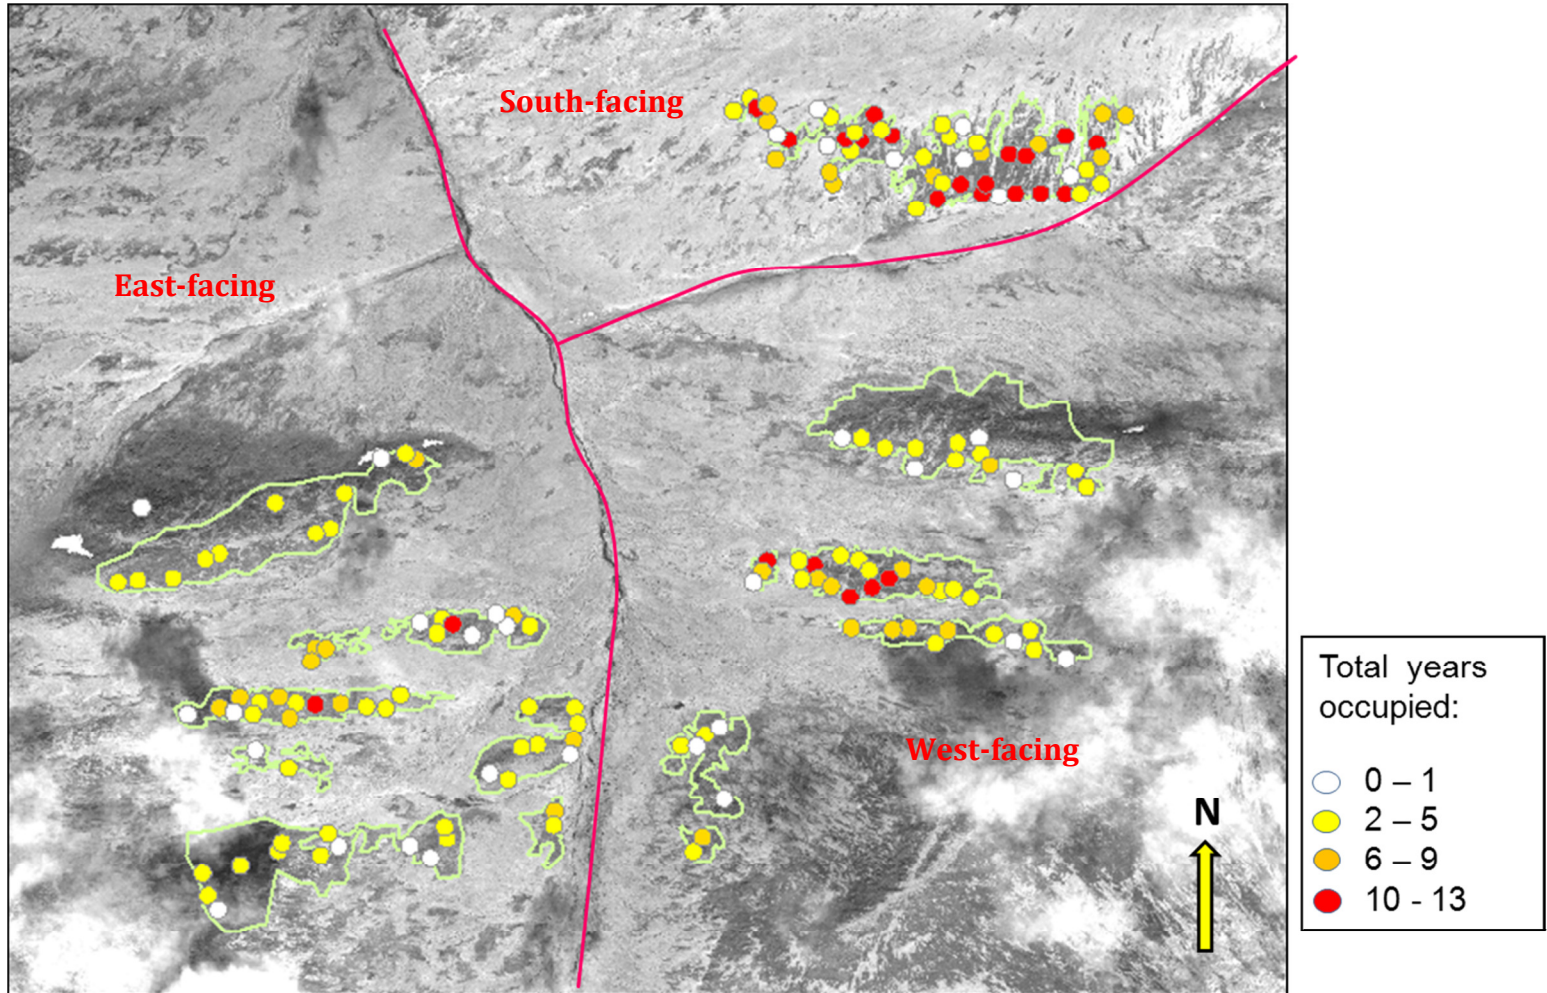 South-facing
East-facing
West-facing
N
Total years
occupied:
0 – 1
2 – 5
6 – 9
10 - 13